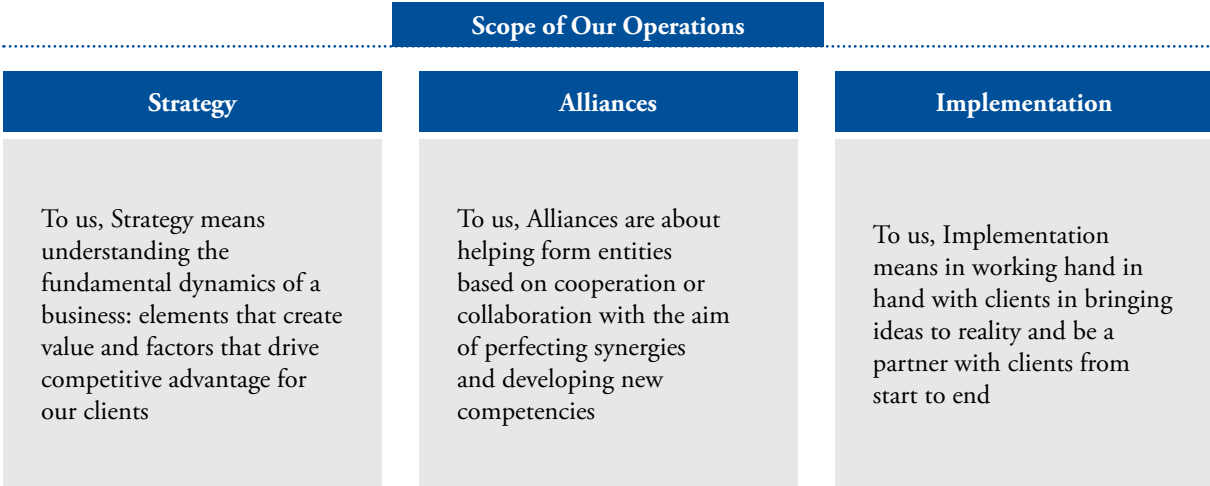 Scope of Our Operations
Strategy
To us, Strategy means
understanding the
fundamental dynamics of a
business: elements that create
value and factors that drive
competitive advantage for
our clients
Alliances
To us, Alliances are about
helping form entities
based on cooperation or
collaboration with the aim
of perfecting synergies
and developing new
competencies
Implementation
To us, Implementation
means in working hand in
hand with clients in bringing
ideas to reality and be a
partner with clients from
start to end